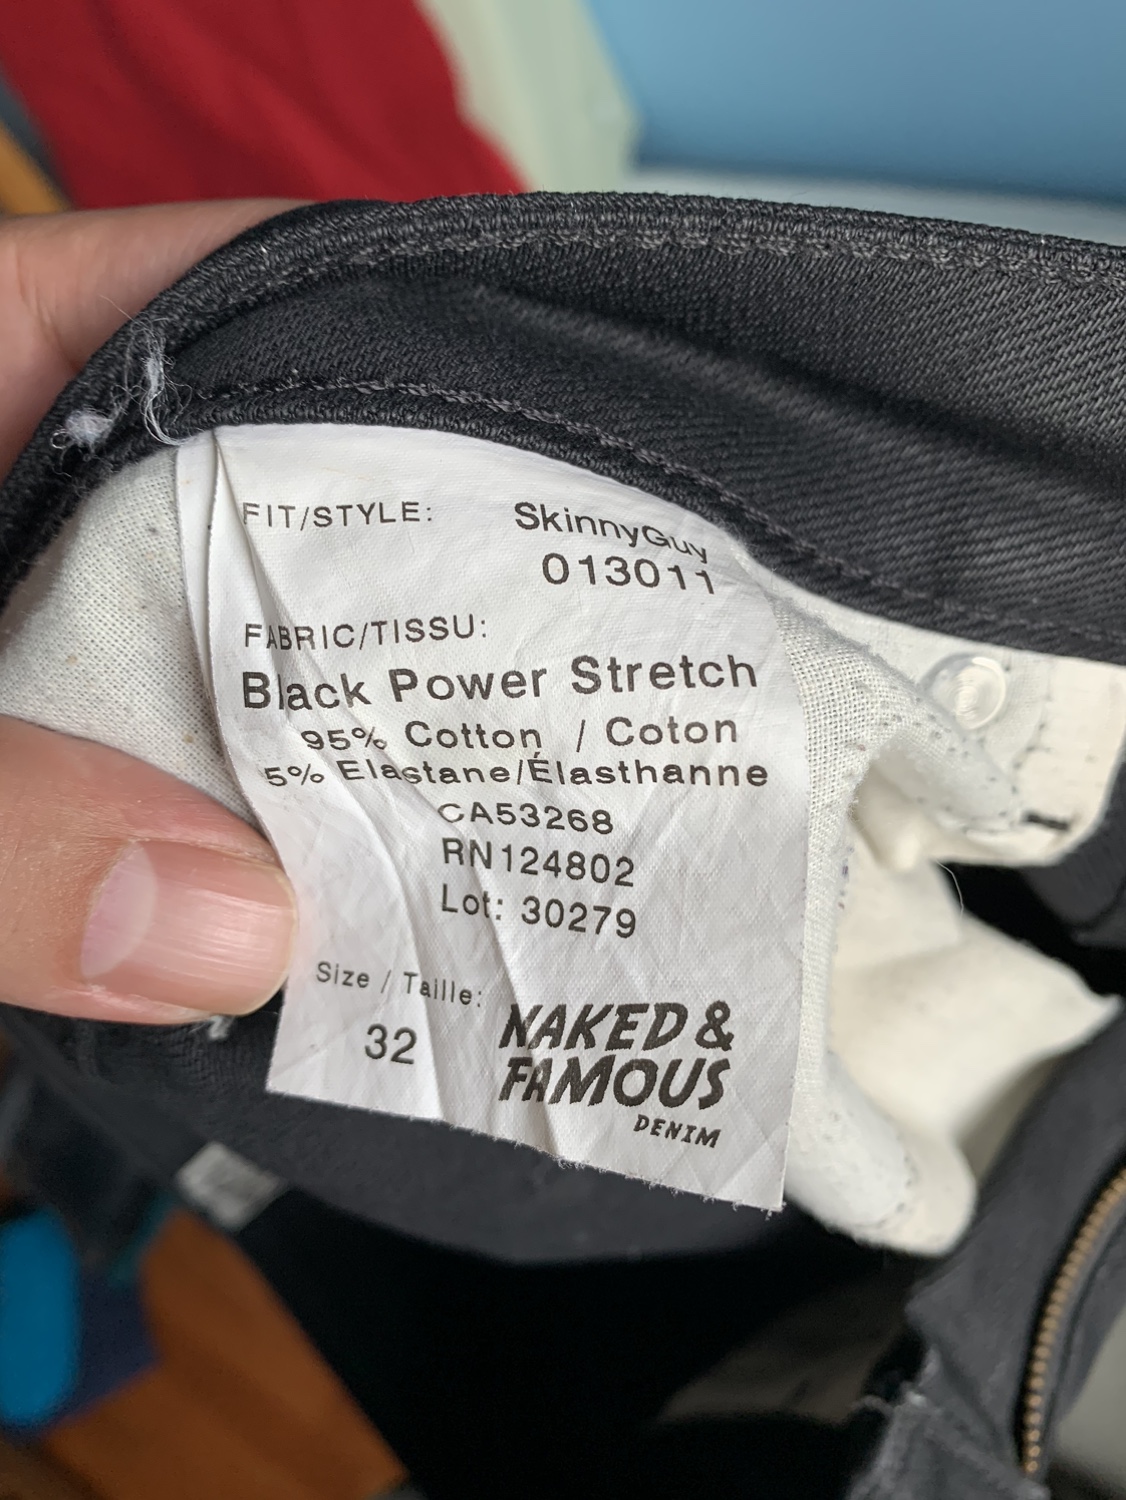 FIT/STYLE: SkinnyGuy
013011
FABRIC/TISSU:
Black Power Stretch
95% Cotton / Coton
5% Elastane/Élasthanne
CA53268
RN124802
Lot: 30279
Size / Taille:
32
NAKED &
FAMOUS
DENIM